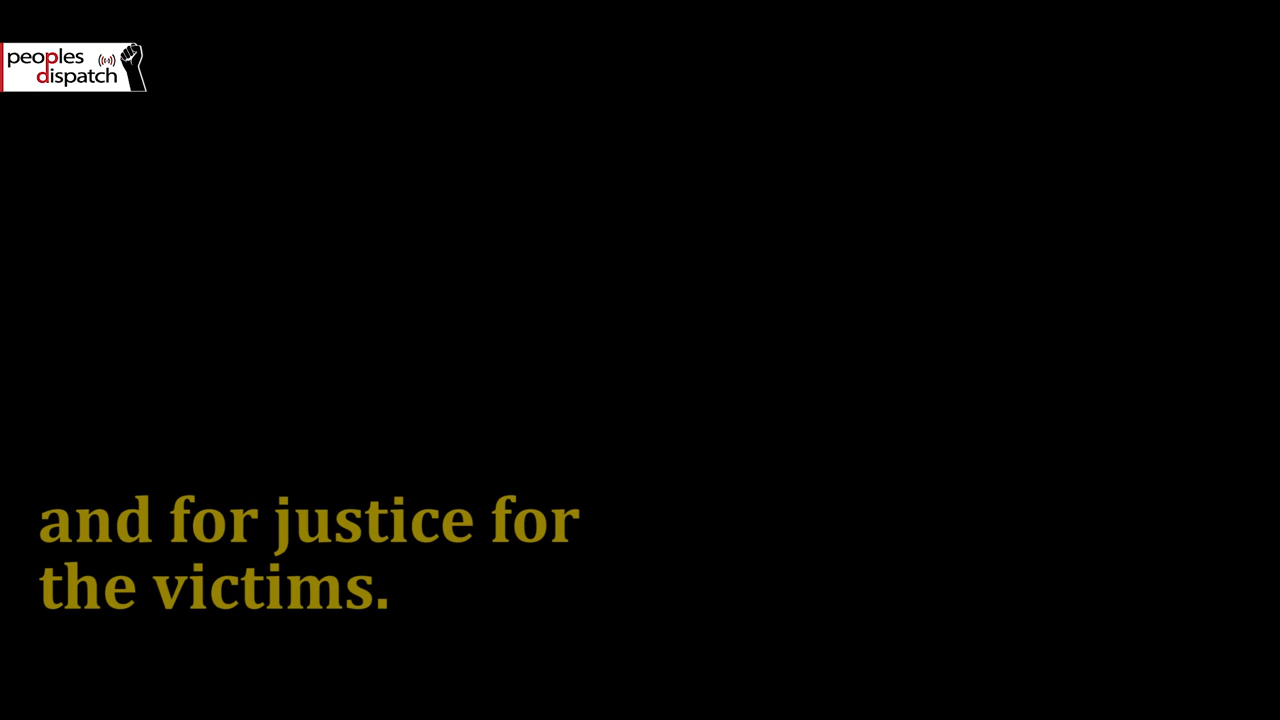 peoples
dispatch
and for justice for
the victims.